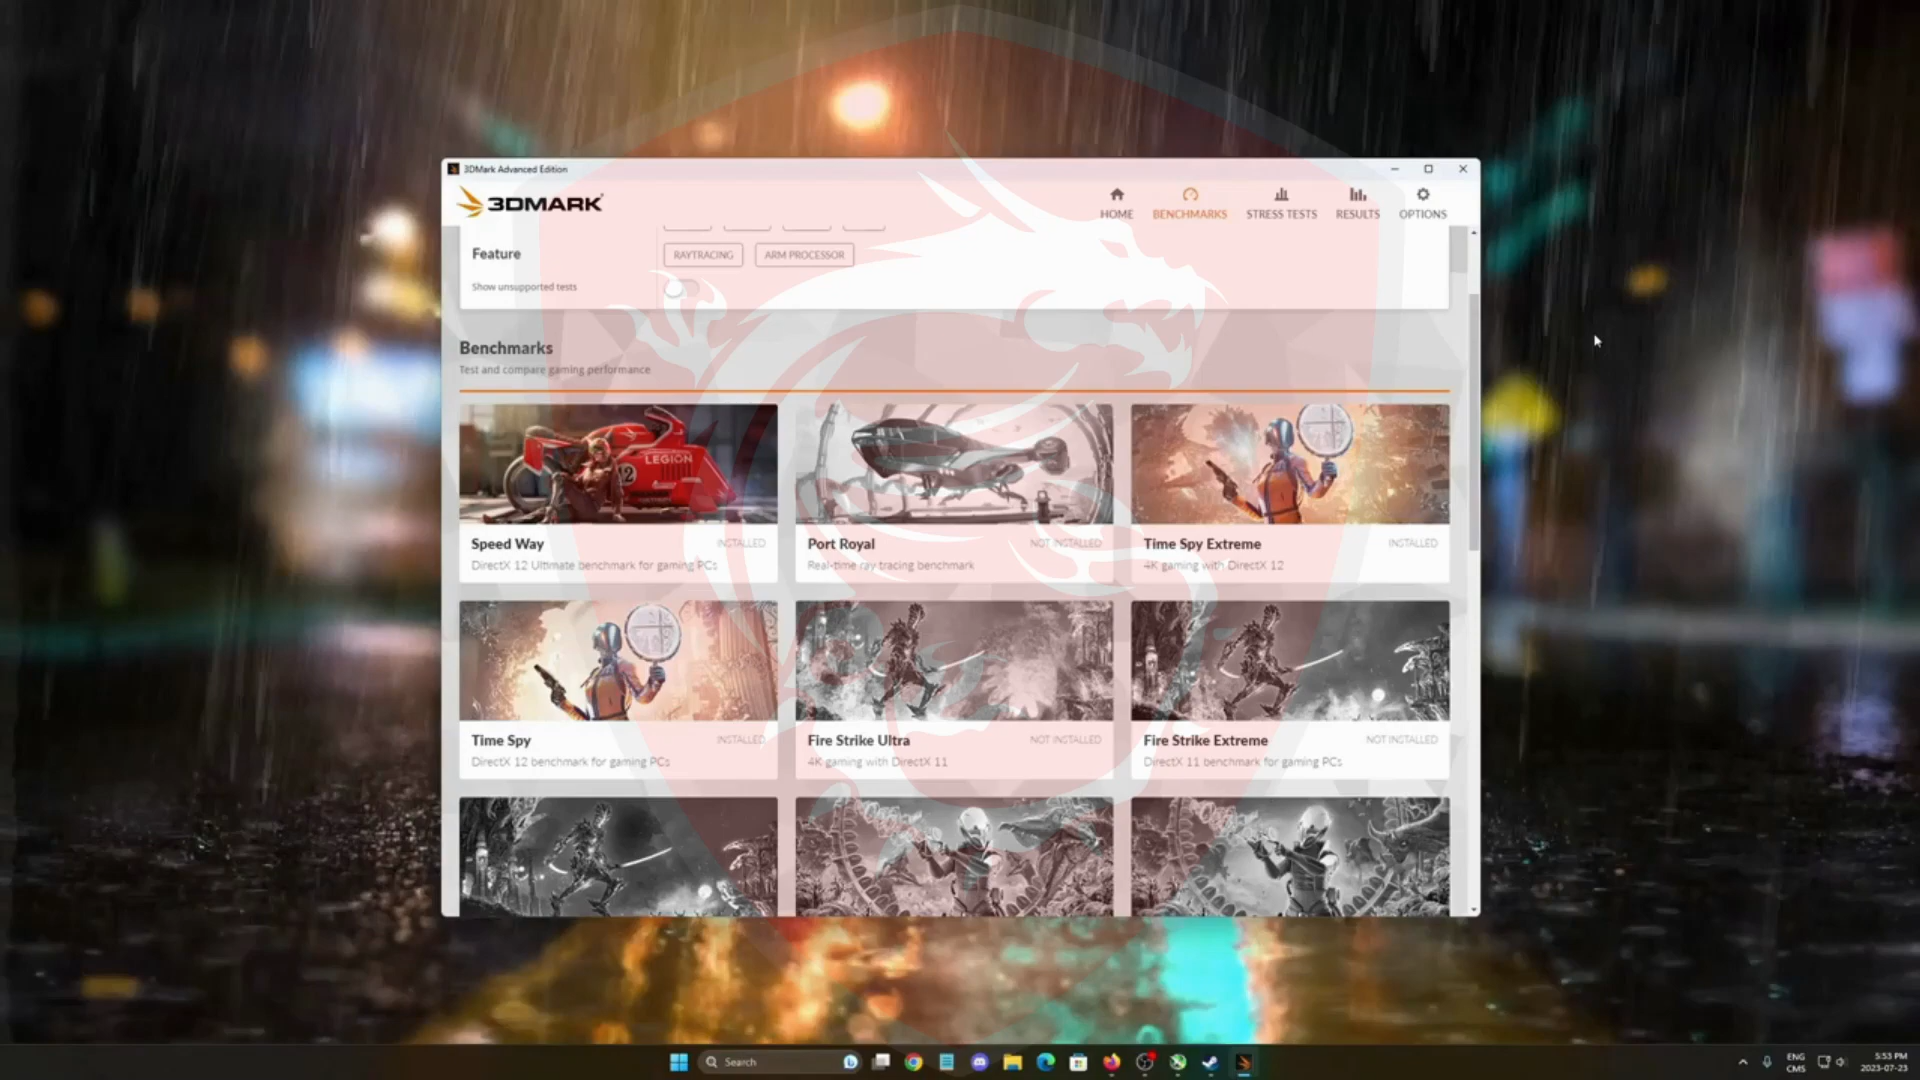 3DMark Advanced Edition
3DMARK
HOME
BENCHMARKS
STRESS TESTS
RESULTS
OPTIONS
Feature
RAYTRACING
ARM PROCESSOR
Show unsupported tests
Benchmarks
Test and compare gaming performance
12
LEGION
Speed Way
INSTALLED
DirectX 12 Ultimate benchmark for gaming PCs
Port Royal
NOT INSTALLED
Real-time ray tracing benchmark
Time Spy Extreme
INSTALLED
4K gaming with DirectX 12
Time Spy
INSTALLED
DirectX 12 benchmark for gaming PCs
Fire Strike Ultra
NOT INSTALLED
4K gaming with DirectX 11
Fire Strike Extreme
NOT INSTALLED
DirectX 11 benchmark for gaming PCs
Search
ENG
CMS
5:53 PM
2023-07-23